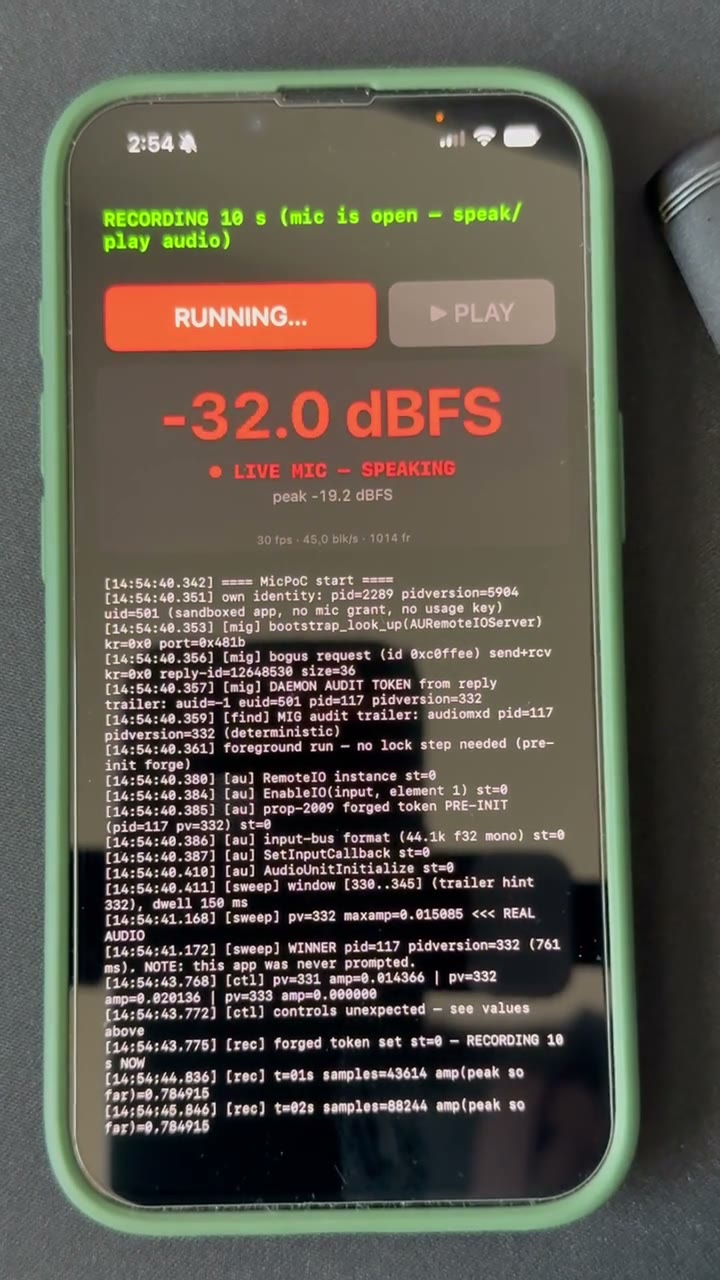 2:54
RECORDING 10 s (mic is open — speak/
play audio)
RUNNING...
▶ PLAY
-32.0 dBFS
● LIVE MIC — SPEAKING
peak -19.2 dBFS
30 fps · 45,0 blk/s · 1014 fr
[14:54:40.342] ==== MicPoC start ====
[14:54:40.351] own identity: pid=2289 pidversion=5904
uid=501 (sandboxed app, no mic grant, no usage key)
[14:54:40.353] [mig] bootstrap_look_up(AURemoteIOServer)
kr=0x0 port=0x481b
[14:54:40.356] [mig] bogus request (id 0xc0ffee) send+rcv
kr=0x0 reply-id=12648530 size=36
[14:54:40.357] [mig] DAEMON AUDIT TOKEN from reply
trailer: auid=-1 euid=501 pid=117 pidversion=332
[14:54:40.359] [find] MIG audit trailer: audiomxd pid=117
pidversion=332 (deterministic)
[14:54:40.361] foreground run — no lock step needed (pre-
init forge)
[14:54:40.380] [au] RemoteIO instance st=0
[14:54:40.384] [au] EnableIO(input, element 1) st=0
[14:54:40.385] [au] prop-2009 forged token PRE-INIT
(pid=117 pv=332) st=0
[14:54:40.386] [au] input-bus format (44.1k f32 mono) st=0
[14:54:40.387] [au] SetInputCallback st=0
[14:54:40.410] [au] AudioUnitInitialize st=0
[14:54:40.411] [sweep] window [330..345] (trailer hint
332), dwell 150 ms
[14:54:41.168] [sweep] pv=332 maxamp=0.015085 <<< REAL
AUDIO
[14:54:41.172] [sweep] WINNER pid=117 pidversion=332 (761
ms). NOTE: this app was never prompted.
[14:54:43.768] [ctl] pv=331 amp=0.014366 | pv=332
amp=0.020136 | pv=333 amp=0.000000
[14:54:43.772] [ctl] controls unexpected — see values
above
[14:54:43.775] [rec] forged token set st=0 — RECORDING 10
s NOW
[14:54:44.836] [rec] t=01s samples=43614 amp(peak so
far)=0.784915
[14:54:45.846] [rec] t=02s samples=88244 amp(peak so
far)=0.784915